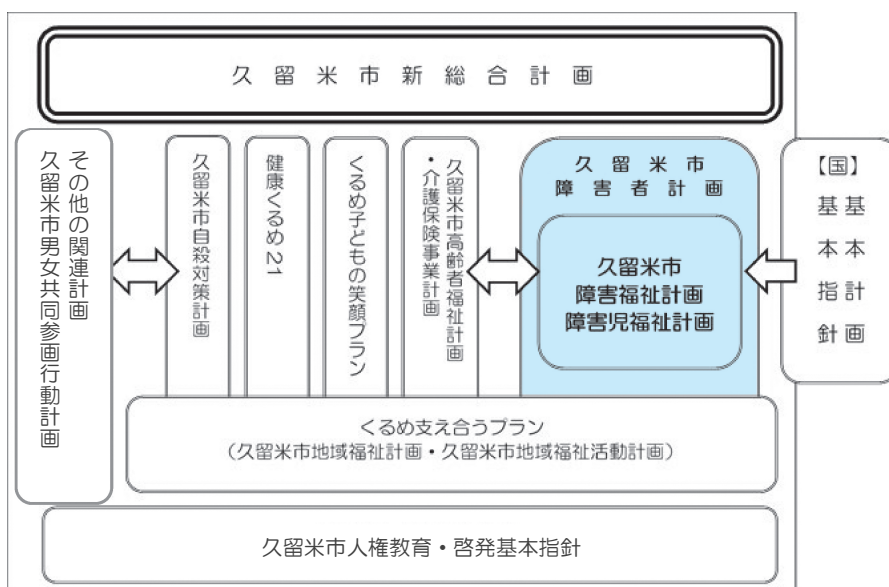 久留米市新総合計画
その他の関連計画
久留米市男女共同参画行動計画
久留米市自殺対策計画
健康くるめ21
くるめ子どもの笑顔プラン
久留米市高齢者福祉計画
・介護保険事業計画
久留米市
障害者計画
久留米市
障害福祉計画
障害児福祉計画
【国】
基本計画
基本指針
くるめ支え合うプラン
(久留米市地域福祉計画・久留米市地域福祉活動計画)
久留米市人権教育・啓発基本指針